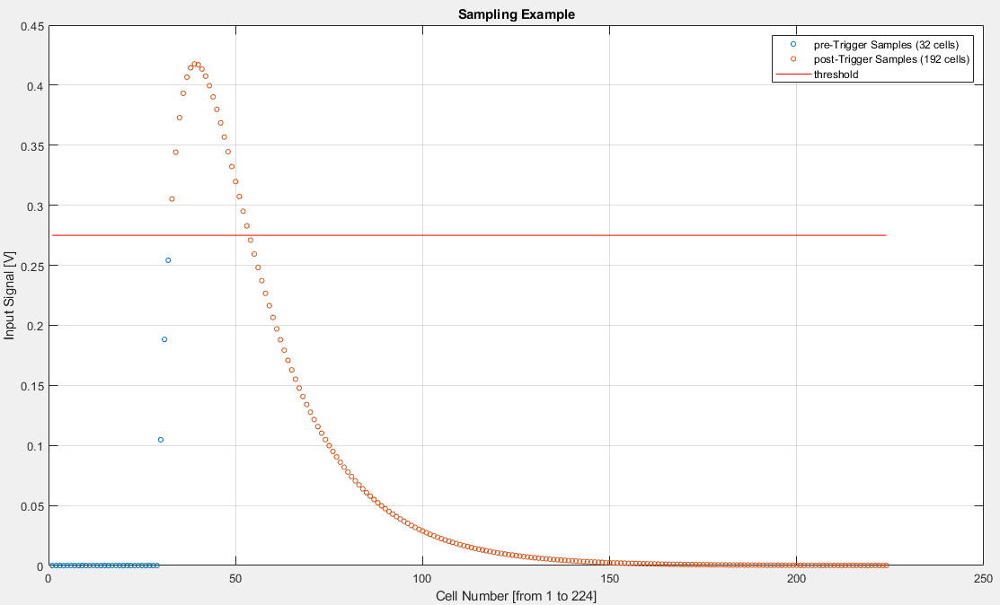 Sampling Example
pre-Trigger Samples (32 cells)
post-Trigger Samples (192 cells)
threshold
Input Signal [V]
0.45
0.4
0.35
0.3
0.25
0.2
0.15
0.1
0.05
0
0 50 100 150 200 250
Cell Number [from 1 to 224]